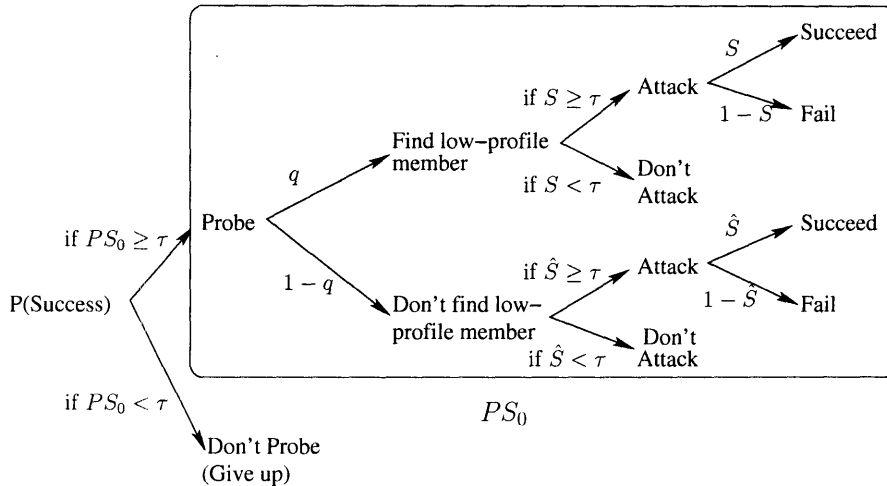 Succeed
S
if S ≥ τ
Attack
1 − S
Fail
Find low–profile
member
q
if S < τ
Don't
Attack
Probe
if PS₀ ≥ τ
Ŝ
Succeed
if Ŝ ≥ τ
Attack
1 − q
1 − Ŝ
Fail
P(Success)
Don't find low–
profile member
if Ŝ < τ
Don't
Attack
if PS₀ < τ
PS₀
Don't Probe
(Give up)